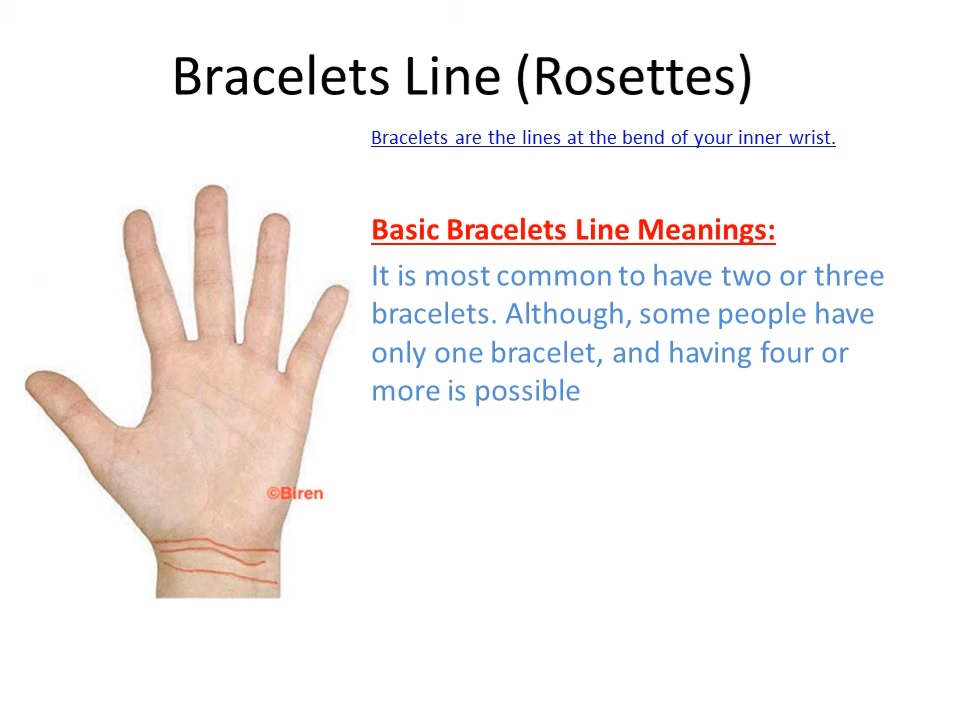 Bracelets Line (Rosettes)
Bracelets are the lines at the bend of your inner wrist.
Basic Bracelets Line Meanings:
It is most common to have two or three
bracelets. Although, some people have
only one bracelet, and having four or
more is possible
©Biren